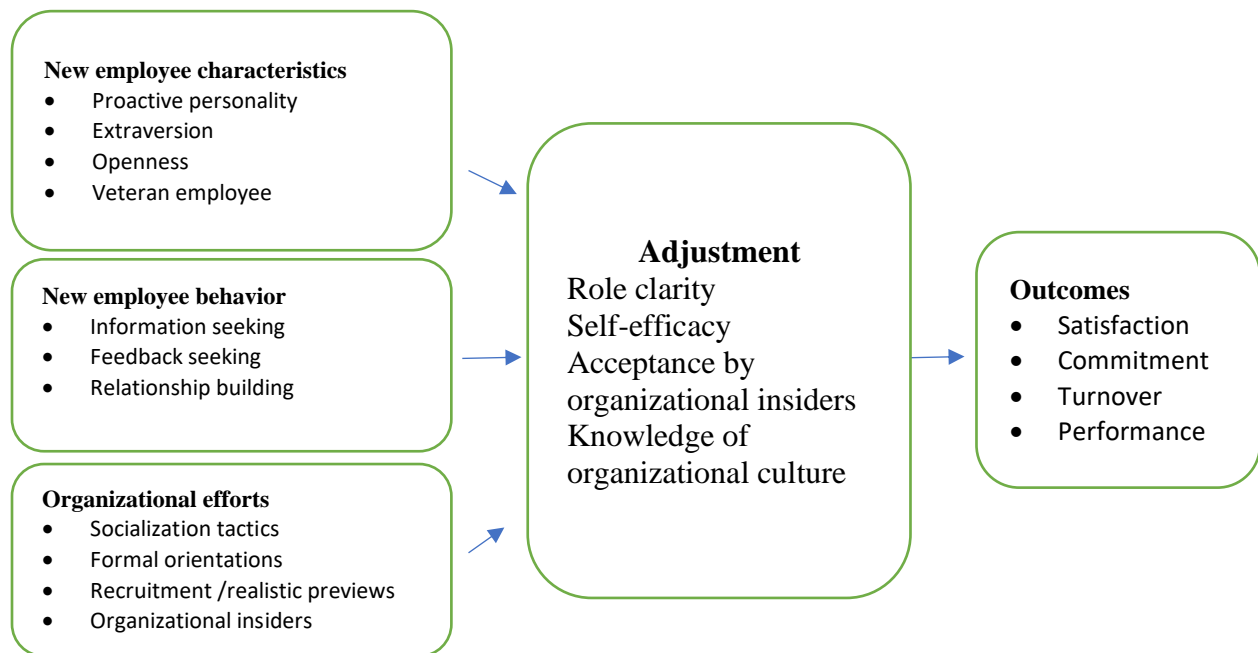 New employee characteristics
• Proactive personality
• Extraversion
• Openness
• Veteran employee
New employee behavior
• Information seeking
• Feedback seeking
• Relationship building
Organizational efforts
• Socialization tactics
• Formal orientations
• Recruitment /realistic previews
• Organizational insiders
Adjustment
Role clarity
Self-efficacy
Acceptance by
organizational insiders
Knowledge of
organizational culture
Outcomes
• Satisfaction
• Commitment
• Turnover
• Performance